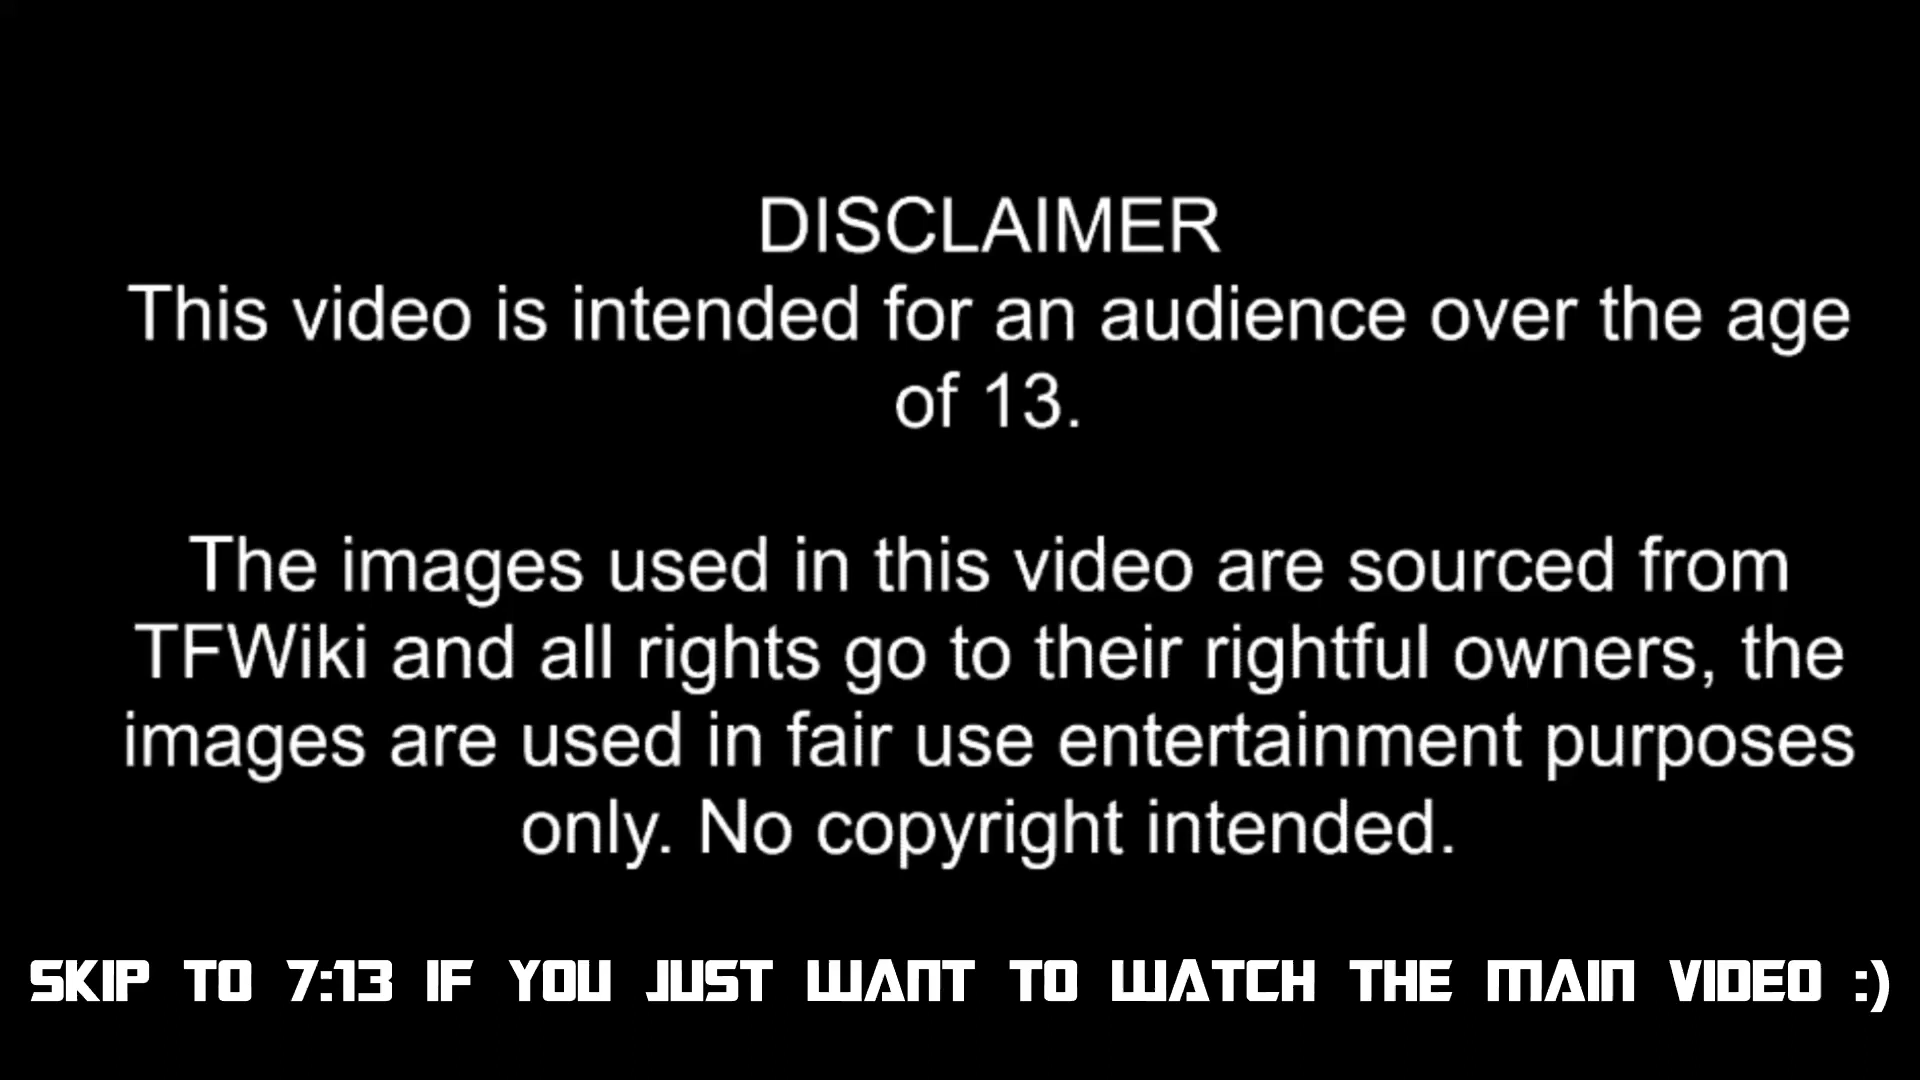 DISCLAIMER
This video is intended for an audience over the age
of 13.
The images used in this video are sourced from
TFWiki and all rights go to their rightful owners, the
images are used in fair use entertainment purposes
only. No copyright intended.
SKIP TO 7:13 IF YOU JUST WANT TO WATCH THE MAIN VIDEO :)